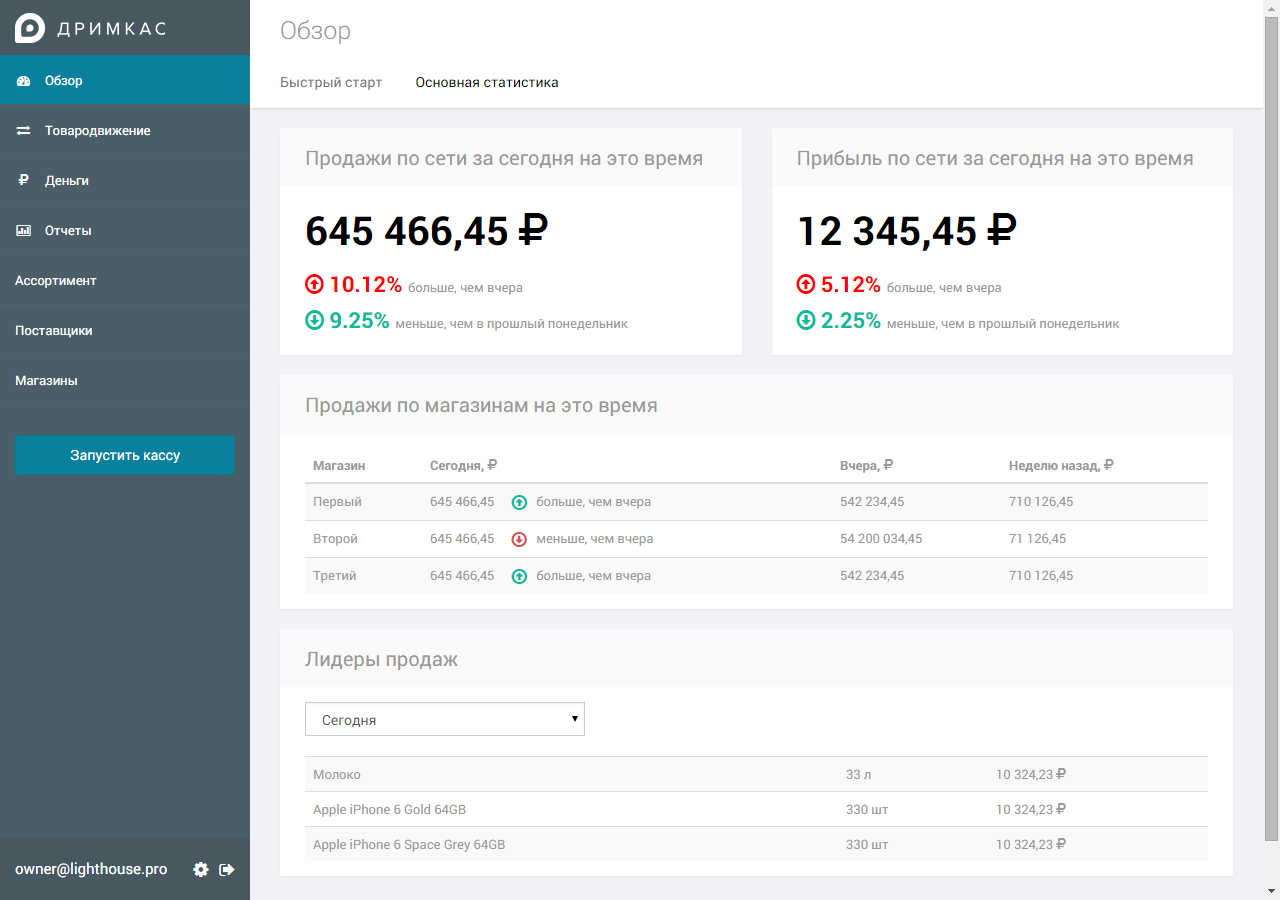 ДРИМКАС
Обзор
Товародвижение
Деньги
Отчеты
Ассортимент
Поставщики
Магазины
Запустить кассу
owner@lighthouse.pro
Обзор
Быстрый старт Основная статистика
Продажи по сети за сегодня на это время
645 466,45 ₽
10.12% больше, чем вчера
9.25% меньше, чем в прошлый понедельник
Прибыль по сети за сегодня на это время
12 345,45 ₽
5.12% больше, чем вчера
2.25% меньше, чем в прошлый понедельник
Продажи по магазинам на это время
Магазин Сегодня, ₽ Вчера, ₽ Неделю назад, ₽
Первый 645 466,45 больше, чем вчера 542 234,45 710 126,45
Второй 645 466,45 меньше, чем вчера 54 200 034,45 71 126,45
Третий 645 466,45 больше, чем вчера 542 234,45 710 126,45
Лидеры продаж
Сегодня
Молоко 33 л 10 324,23 ₽
Apple iPhone 6 Gold 64GB 330 шт 10 324,23 ₽
Apple iPhone 6 Space Grey 64GB 330 шт 10 324,23 ₽